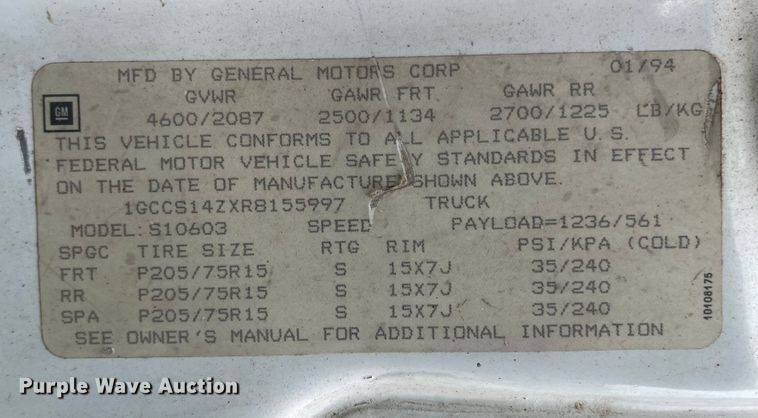 MFD BY GENERAL MOTORS CORP 01/94
GVWR GAWR FRT GAWR RR
GM
4600/2087 2500/1134 2700/1225 LB/KG
THIS VEHICLE CONFORMS TO ALL APPLICABLE U.S.
FEDERAL MOTOR VEHICLE SAFETY STANDARDS IN EFFECT
ON THE DATE OF MANUFACTURE SHOWN ABOVE.
1GCCS14ZXR8155997 TRUCK
MODEL: S10603 SPEED PAYLOAD=1236/561
SPGC TIRE SIZE RTG RIM PSI/KPA (COLD)
FRT P205/75R15 S 15X7J 35/240
RR P205/75R15 S 15X7J 35/240
SPA P205/75R15 S 15X7J 35/240
SEE OWNER'S MANUAL FOR ADDITIONAL INFORMATION
10108175
Purple Wave Auction